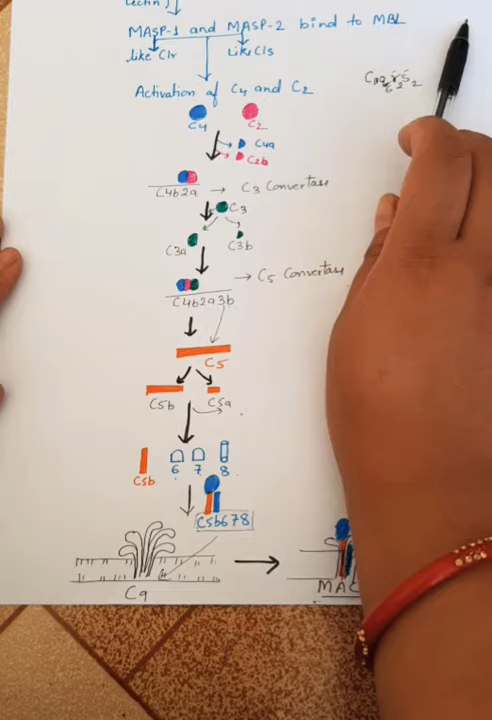 Lectin)
MASP-1 and MASP-2 bind to MBL
like C1r like C1s
Activation of C4 and C2
C4 C2
C4a
C2b
C4b2a → C3 Convertase
C3
C3a C3b
→ C5 Convertase
C4b2a3b
C5
C5b C5a
6 7 8
C5b
C5b678
C9
MAC